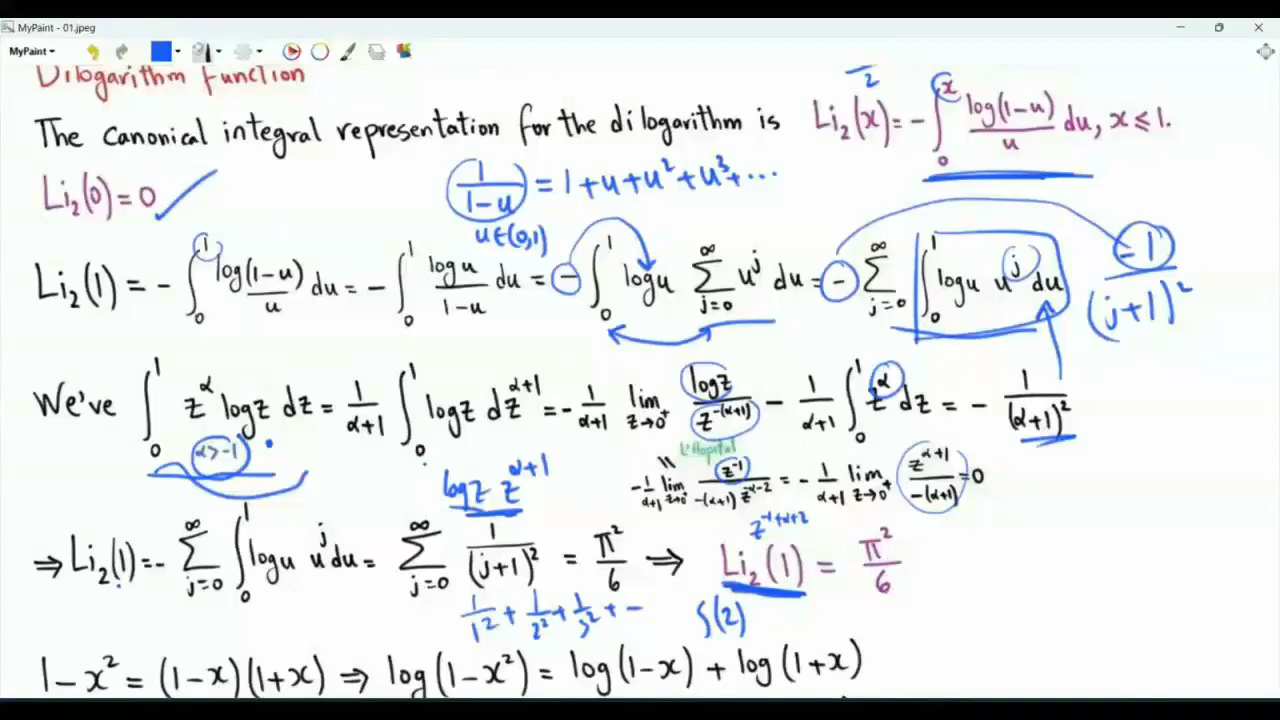 MyPaint - 01.jpeg
MyPaint
Dilogarithm Function
The canonical integral representation for the dilogarithm is Li₂(x) = -∫₀ˣ log(1-u)/u du, x ≤ 1.
2
Li₂(0) = 0
1/(1-u) = 1 + u + u² + u³ + ...
u∈(0,1)
Li₂(1) = -∫₀¹ log(1-u)/u du = -∫₀¹ log u/(1-u) du = -∫₀¹ log u ∑_{j=0}^∞ u^j du = -∑_{j=0}^∞ ∫₀¹ log u u^j du
-1/(j+1)²
We've ∫₀¹ z^α log z dz = 1/(α+1) ∫₀¹ log z dz^{α+1} = -1/(α+1) lim_{z→0⁺} log z/z^{-(α+1)} - 1/(α+1) ∫₀¹ z^α dz = -1/(α+1)²
α>-1
L'Hopital
log z z^{α+1}
-1/(α+1) lim_{z→0⁺} z^{-1}/(-(α+1) z^{-α-2}) = -1/(α+1) lim_{z→0⁺} z^{α+1}/(-(α+1)) = 0
z^{-1+α+2}
⇒ Li₂(1) = -∑_{j=0}^∞ ∫₀¹ log u u^j du = ∑_{j=0}^∞ 1/(j+1)² = π²/6 ⇒ Li₂(1) = π²/6
1/1² + 1/2² + 1/3² + ... ζ(2)
1-x² = (1-x)(1+x) ⇒ log(1-x²) = log(1-x) + log(1+x)